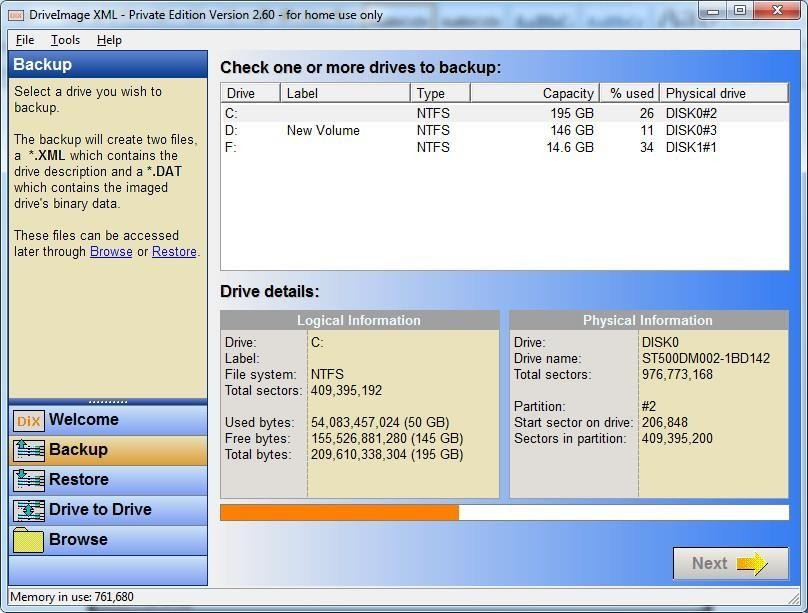 DriveImage XML - Private Edition Version 2.60 - for home use only
File Tools Help
Backup
Select a drive you wish to
backup.
The backup will create two files,
a *.XML which contains the
drive description and a *.DAT
which contains the imaged
drive's binary data.
These files can be accessed
later through Browse or Restore.
DiX Welcome
Backup
Restore
Drive to Drive
Browse
Check one or more drives to backup:
Drive Label Type Capacity % used Physical drive
C: NTFS 195 GB 26 DISK0#2
D: New Volume NTFS 146 GB 11 DISK0#3
F: NTFS 14.6 GB 34 DISK1#1
Drive details:
Logical Information
Drive: C:
Label:
File system: NTFS
Total sectors: 409,395,192
Used bytes: 54,083,457,024 (50 GB)
Free bytes: 155,526,881,280 (145 GB)
Total bytes: 209,610,338,304 (195 GB)
Physical Information
Drive: DISK0
Drive name: ST500DM002-1BD142
Total sectors: 976,773,168
Partition: #2
Start sector on drive: 206,848
Sectors in partition: 409,395,200
Next
Memory in use: 761,680